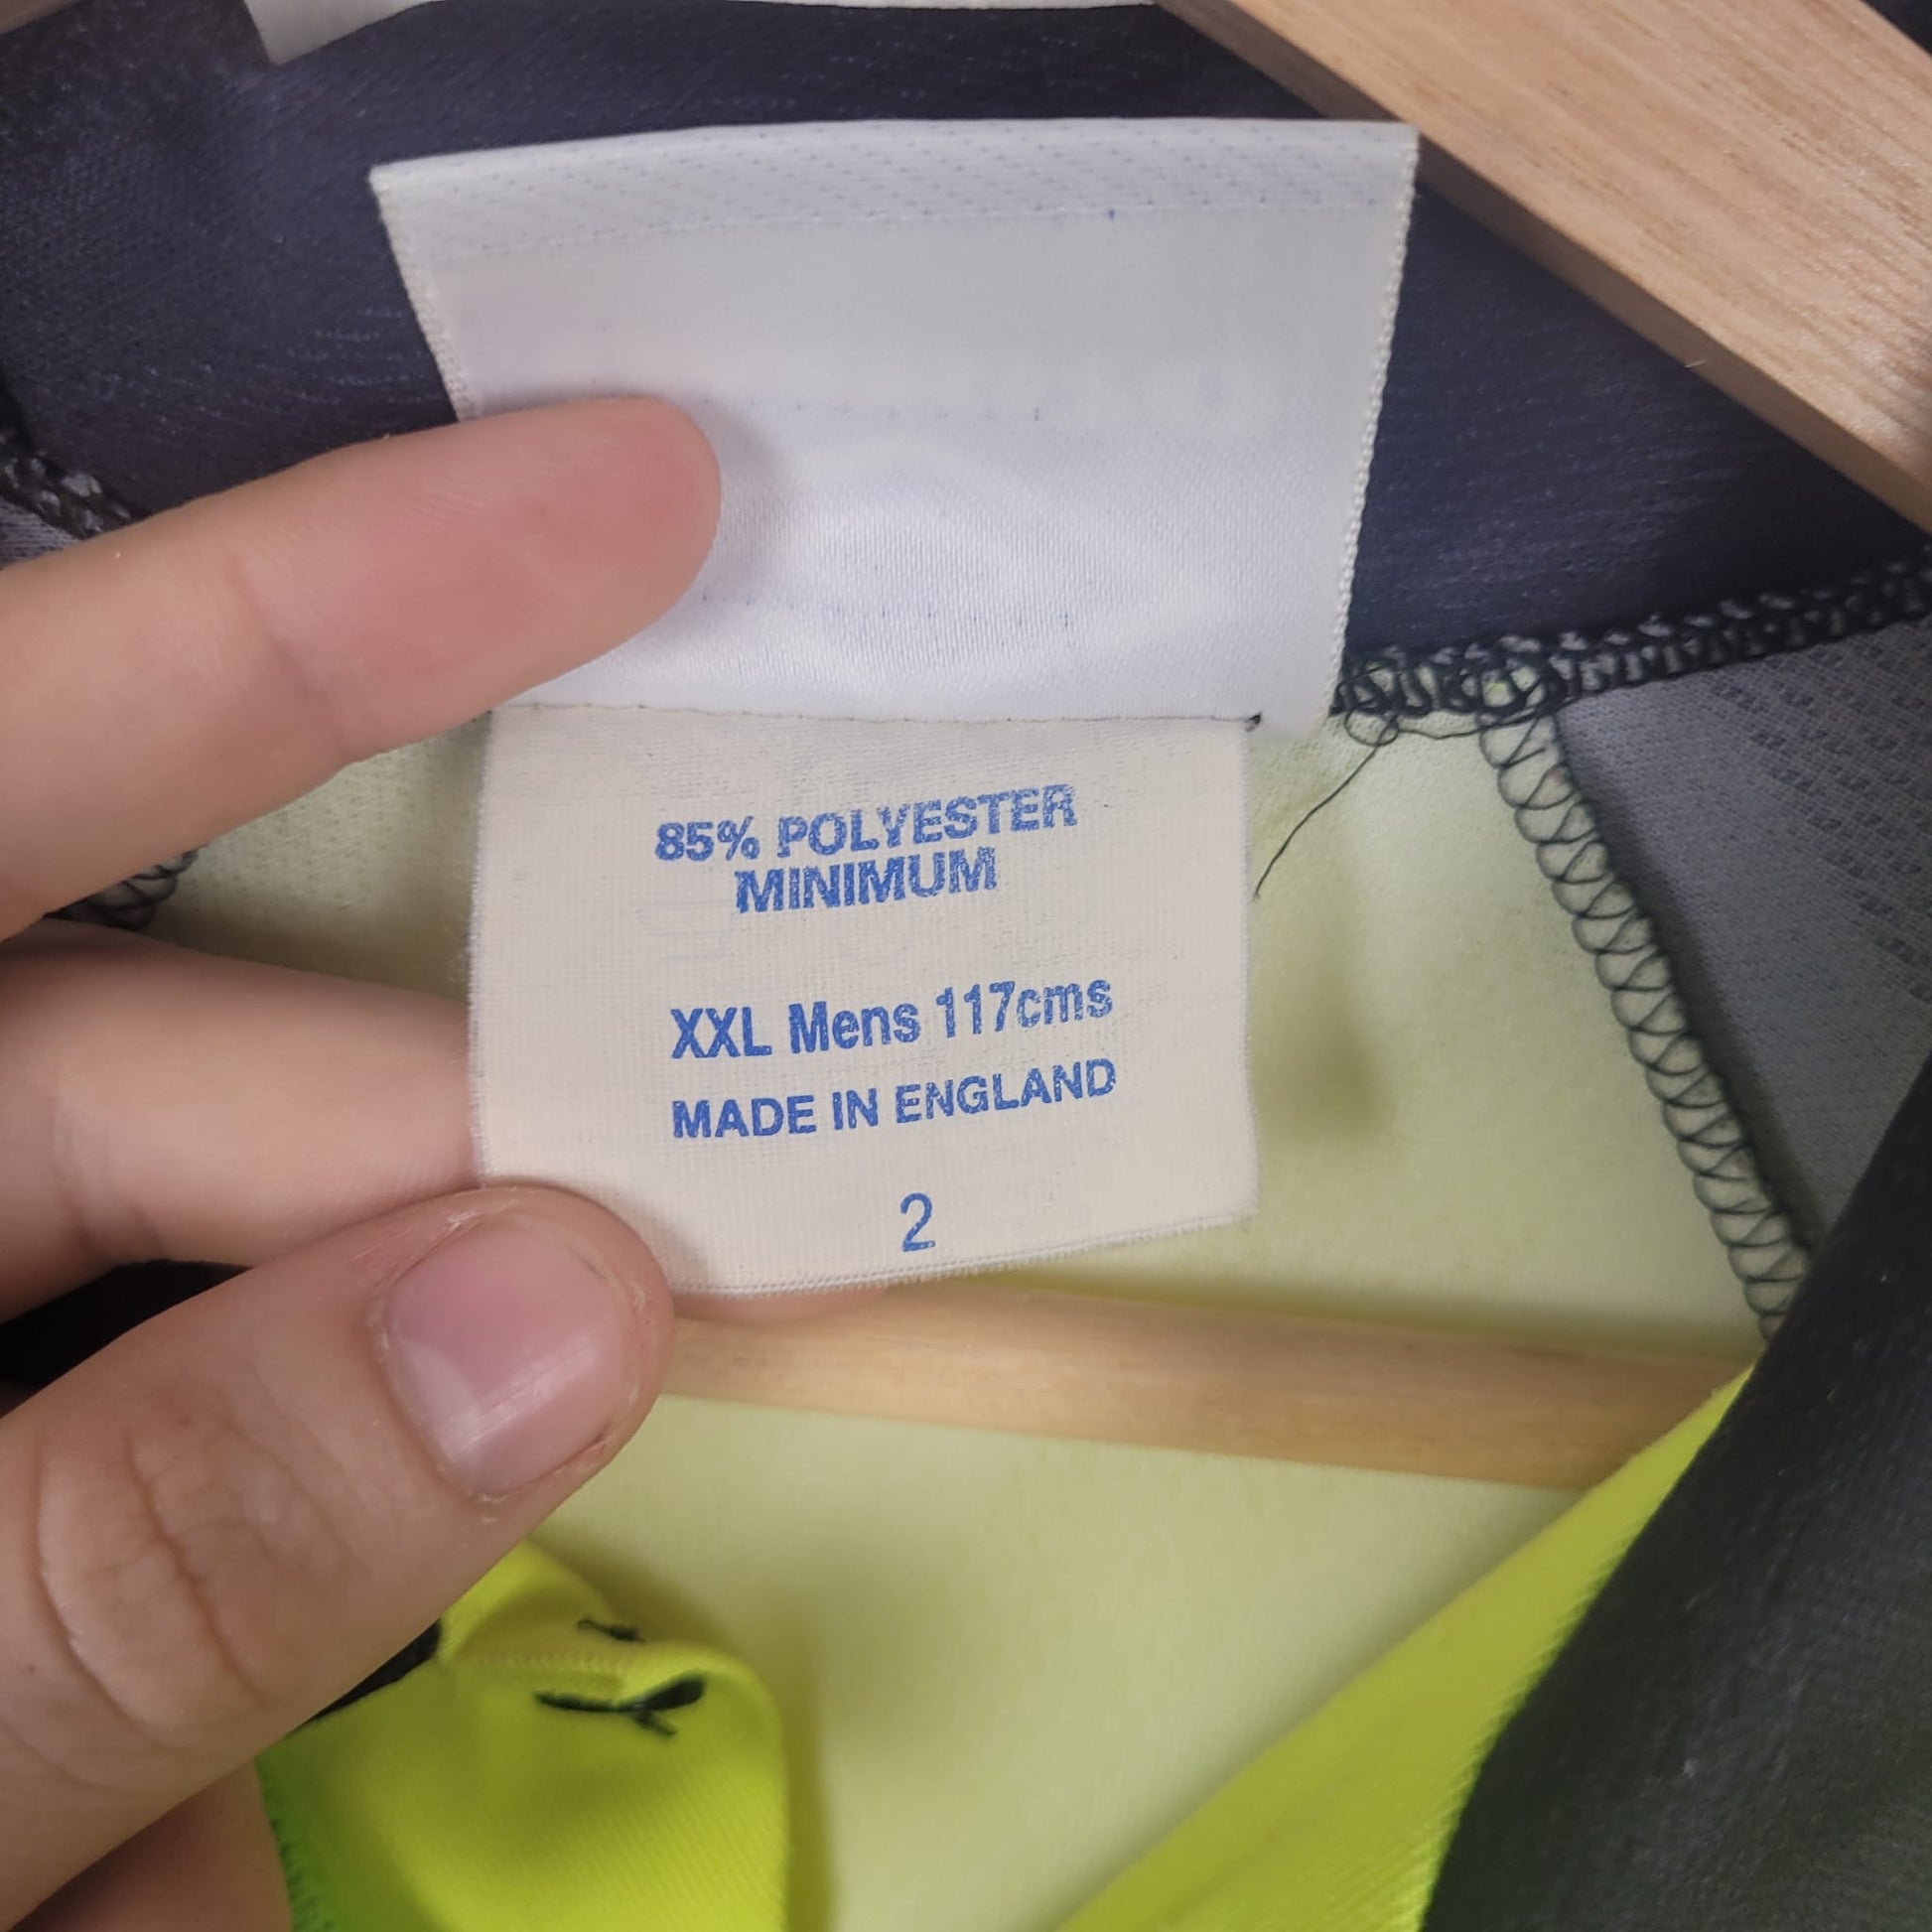 85% POLYESTER
MINIMUM
XXL Mens 117cms
MADE IN ENGLAND
2